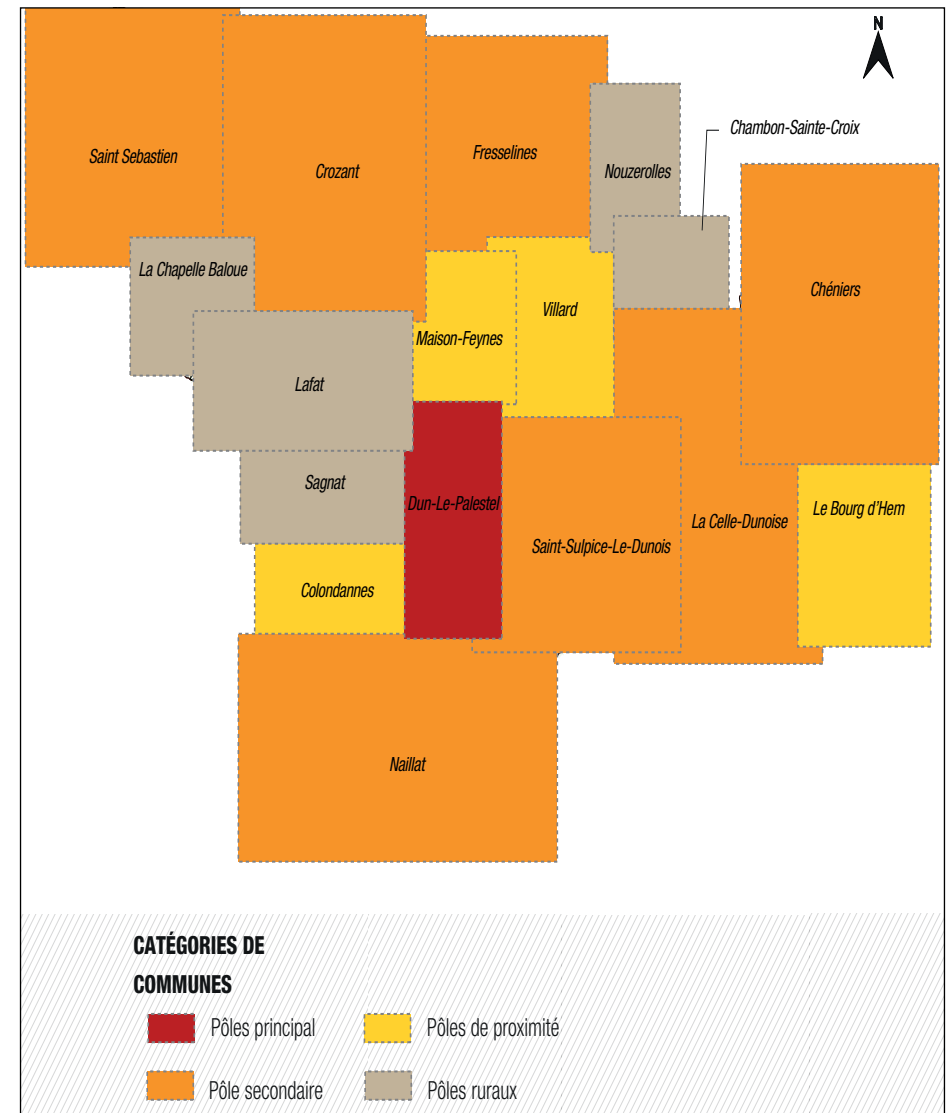 N
Chambon-Sainte-Croix
Saint Sebastien
Crozant
Fresselines
Nouzerolles
La Chapelle Baloue
Chéniers
Villard
Maison-Feynes
Lafat
Sagnat
Dun-Le-Palestel
Le Bourg d'Hem
La Celle-Dunoise
Saint-Sulpice-Le-Dunois
Colondannes
Naillat
CATÉGORIES DE
COMMUNES
Pôles principal
Pôles de proximité
Pôle secondaire
Pôles ruraux